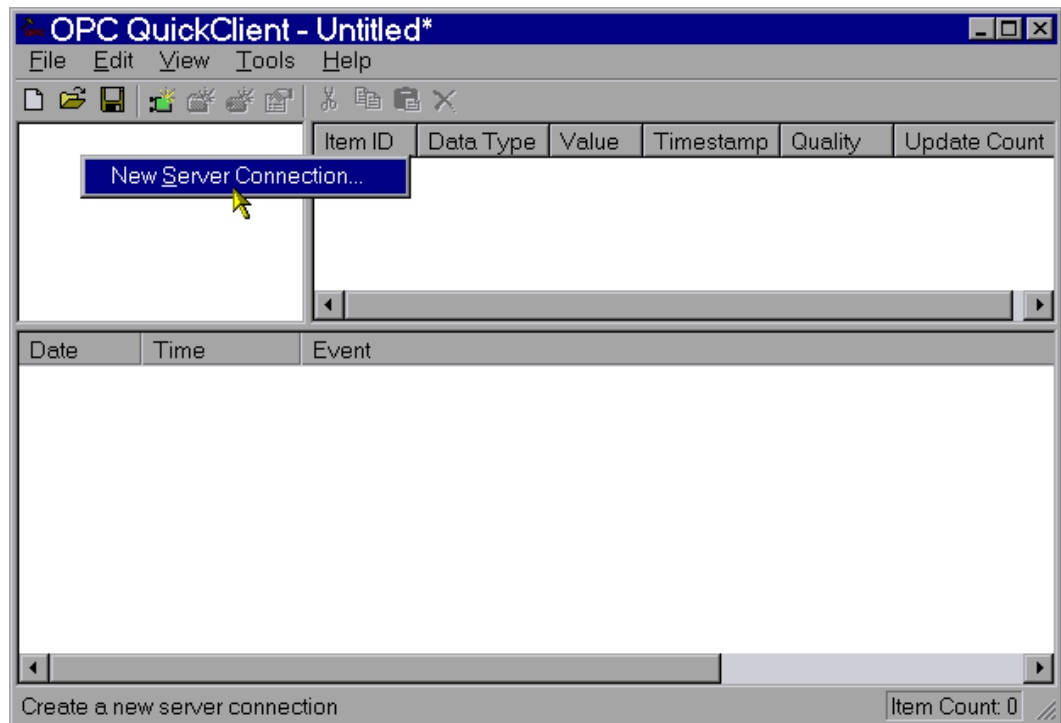 OPC QuickClient - Untitled*
File Edit View Tools Help
Item ID Data Type Value Timestamp Quality Update Count
New Server Connection...
Date Time Event
Create a new server connection Item Count: 0